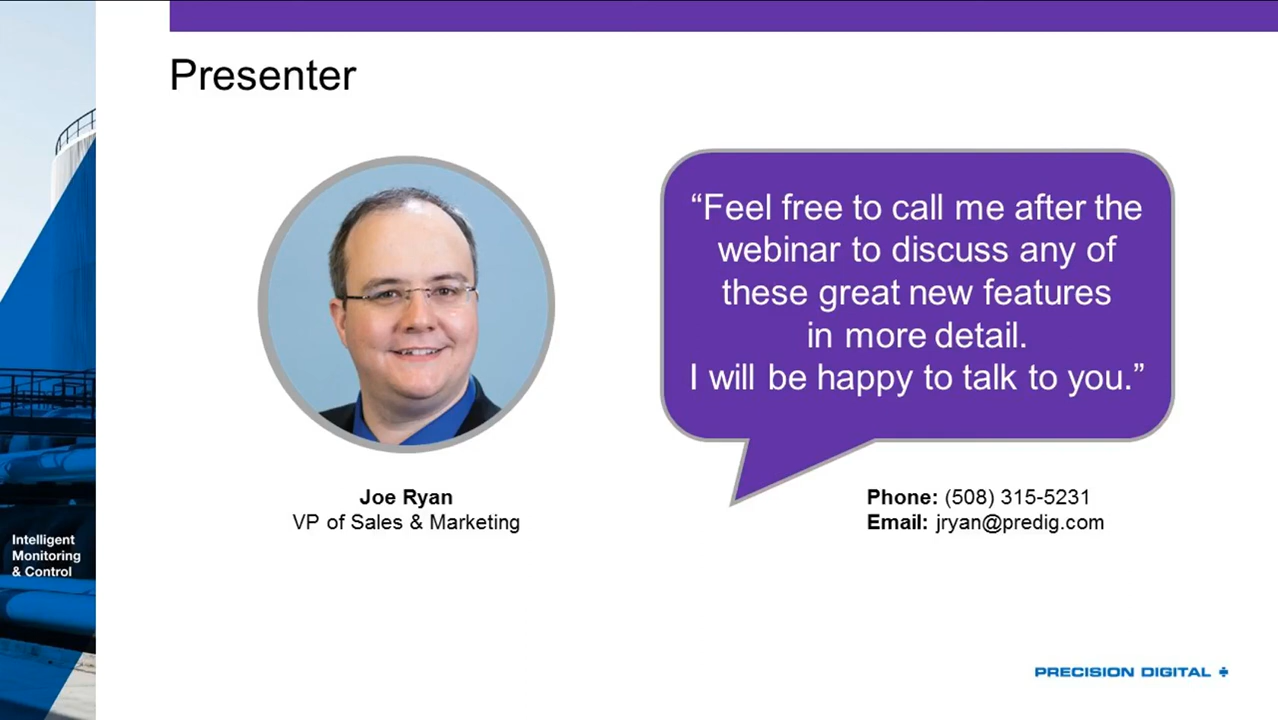 Presenter
“Feel free to call me after the
webinar to discuss any of
these great new features
in more detail.
I will be happy to talk to you.”
Joe Ryan
VP of Sales & Marketing
Phone: (508) 315-5231
Email: jryan@predig.com
Intelligent
Monitoring
& Control
PRECISION DIGITAL